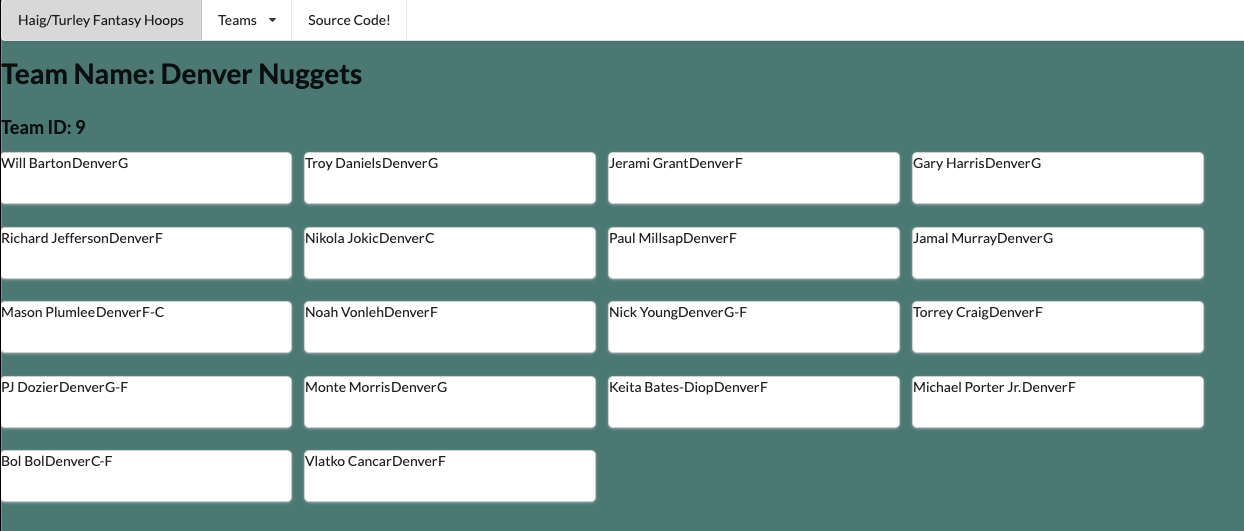 Haig/Turley Fantasy Hoops Teams Source Code!
Team Name: Denver Nuggets
Team ID: 9
Will BartonDenverG Troy DanielsDenverG Jerami GrantDenverF Gary HarrisDenverG
Richard JeffersonDenverF Nikola JokicDenverC Paul MillsapDenverF Jamal MurrayDenverG
Mason PlumleeDenverF-C Noah VonlehDenverF Nick YoungDenverG-F Torrey CraigDenverF
PJ DozierDenverG-F Monte MorrisDenverG Keita Bates-DiopDenverF Michael Porter Jr.DenverF
Bol BolDenverC-F Vlatko CancarDenverF